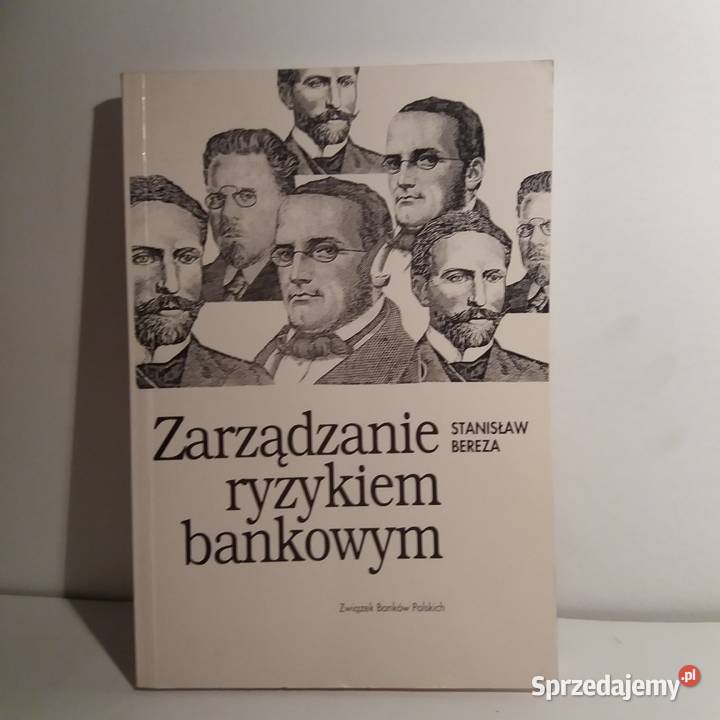 Zarządzanie
ryzykiem
bankowym
STANISŁAW
BEREZA
Związek Banków Polskich
Sprzedajemy.pl